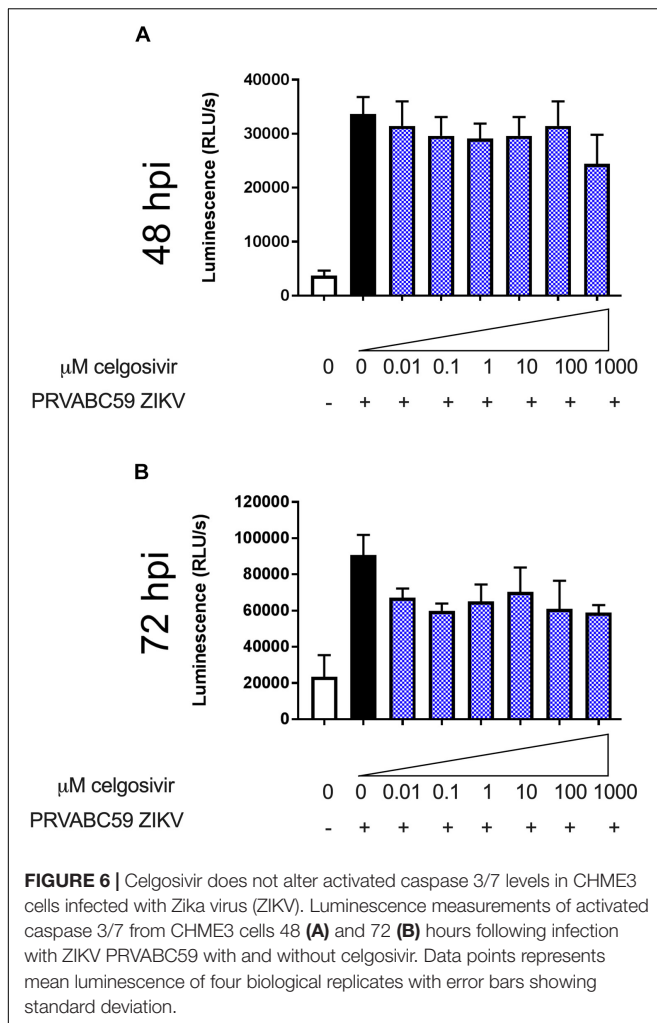 A
48 hpi
Luminescence (RLU/s)
40000
30000
20000
10000
0
μM celgosivir 0 0 0.01 0.1 1 10 100 1000
PRVABC59 ZIKV - + + + + + + +
B
72 hpi
Luminescence (RLU/s)
120000
100000
80000
60000
40000
20000
0
μM celgosivir 0 0 0.01 0.1 1 10 100 1000
PRVABC59 ZIKV - + + + + + + +
FIGURE 6 | Celgosivir does not alter activated caspase 3/7 levels in CHME3
cells infected with Zika virus (ZIKV). Luminescence measurements of activated
caspase 3/7 from CHME3 cells 48 (A) and 72 (B) hours following infection
with ZIKV PRVABC59 with and without celgosivir. Data points represents
mean luminescence of four biological replicates with error bars showing
standard deviation.